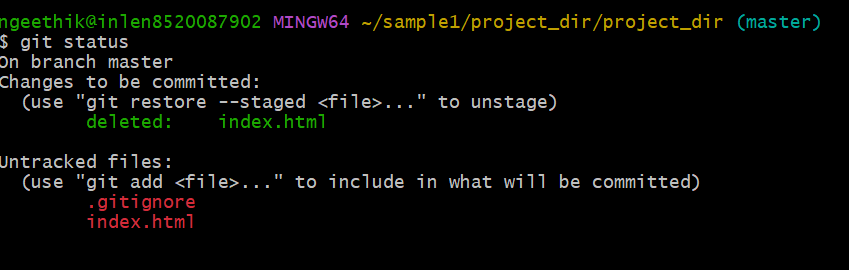 ngeethik@inlen8520087902 MINGW64 ~/sample1/project_dir/project_dir (master)
$ git status
On branch master
Changes to be committed:
  (use "git restore --staged <file>..." to unstage)
        deleted:    index.html

Untracked files:
  (use "git add <file>..." to include in what will be committed)
        .gitignore
        index.html